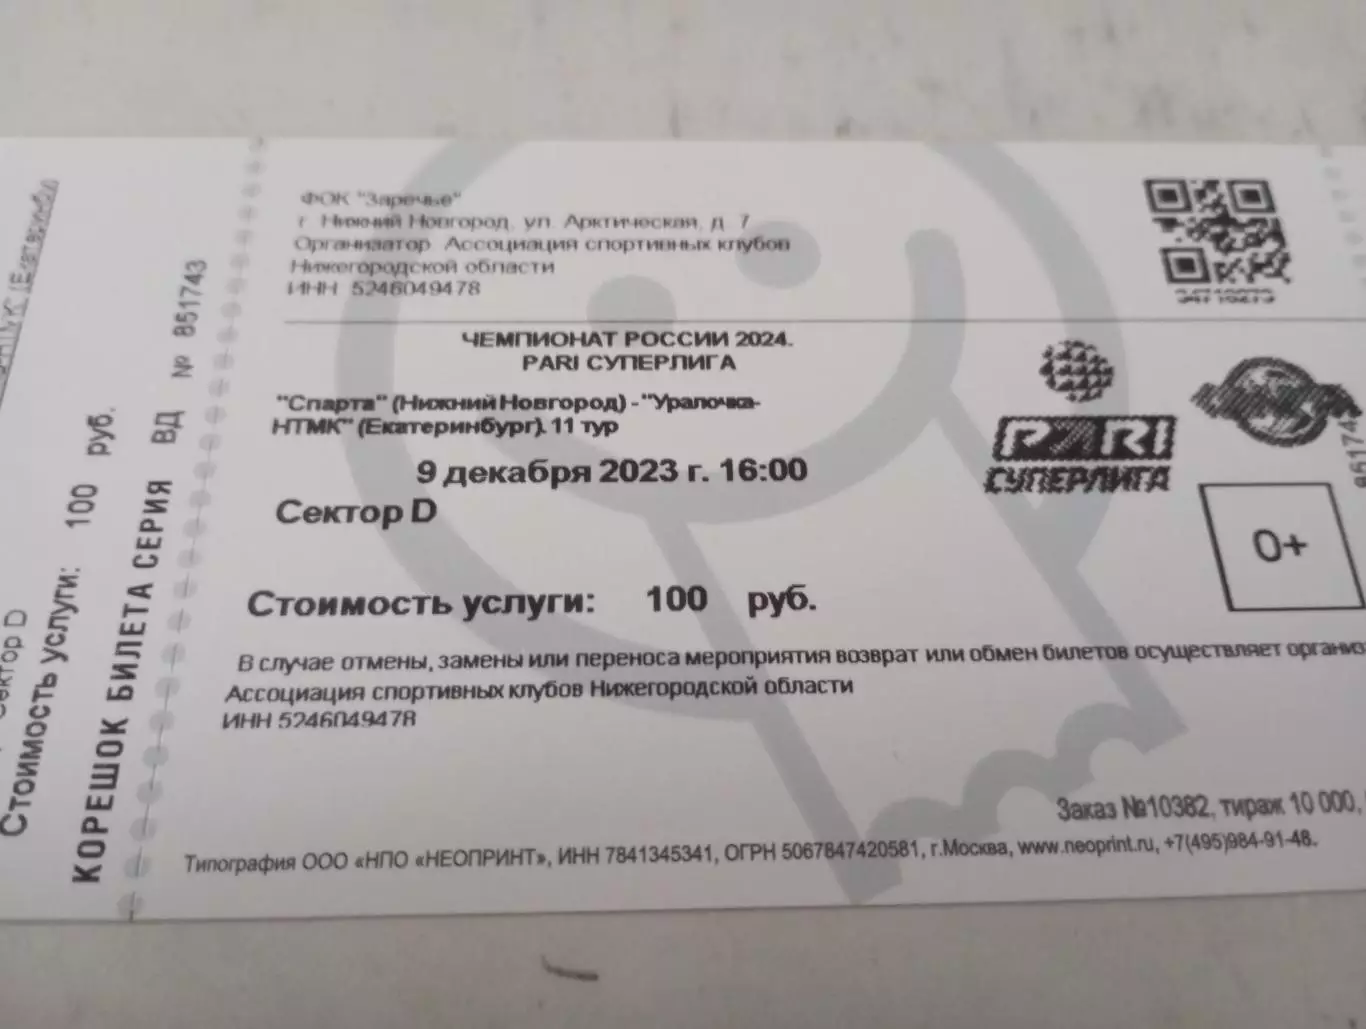 ФОК "Заречье"
г. Нижний Новгород, ул. Арктическая, д. 7
Организатор Ассоциация спортивных клубов
Нижегородской области
ИНН 5246049478
ЧЕМПИОНАТ РОССИИ 2024.
PARI СУПЕРЛИГА
"Спарта" (Нижний Новгород) - "Уралочка-
НТМК" (Екатеринбург). 11 тур
9 декабря 2023 г. 16:00
Сектор D
Стоимость услуги: 100 руб.
В случае отмены, замены или переноса мероприятия возврат или обмен билетов осуществляет организ
Ассоциация спортивных клубов Нижегородской области
ИНН 5246049478
Заказ №10382, тираж 10 000,
Типография ООО «НПО «НЕОПРИНТ», ИНН 7841345341, ОГРН 5067847420581, г.Москва, www.neoprint.ru, +7(495)984-91-48.
PARI
СУПЕРЛИГА
0+
КОРЕШОК БИЛЕТА СЕРИЯ ВД № 851743
Стоимость услуги: 100 руб.
Сектор D